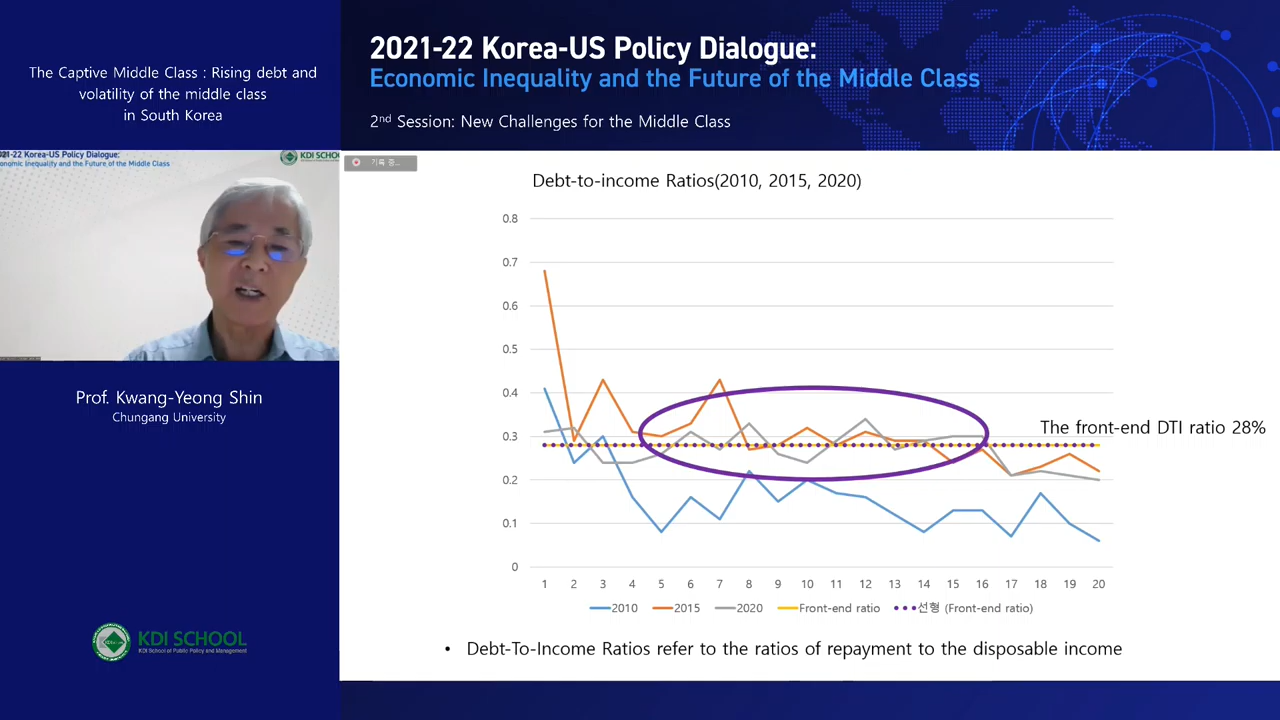 The Captive Middle Class : Rising debt and
volatility of the middle class
in South Korea
2021-22 Korea-US Policy Dialogue:
Economic Inequality and the Future of the Middle Class
2nd Session: New Challenges for the Middle Class
21-22 Korea-US Policy Dialogue:
onomic Inequality and the Future of the Middle Class
KDI SCHOO
기록 중...
Prof. Kwang-Yeong Shin
Chungang University
KDI SCHOOL
KDI School of Public Policy and Management
Debt-to-income Ratios(2010, 2015, 2020)
0.8
0.7
0.6
0.5
0.4
0.3
0.2
0.1
0
The front-end DTI ratio 28%
1 2 3 4 5 6 7 8 9 10 11 12 13 14 15 16 17 18 19 20
2010 2015 2020 Front-end ratio 선형 (Front-end ratio)
• Debt-To-Income Ratios refer to the ratios of repayment to the disposable income